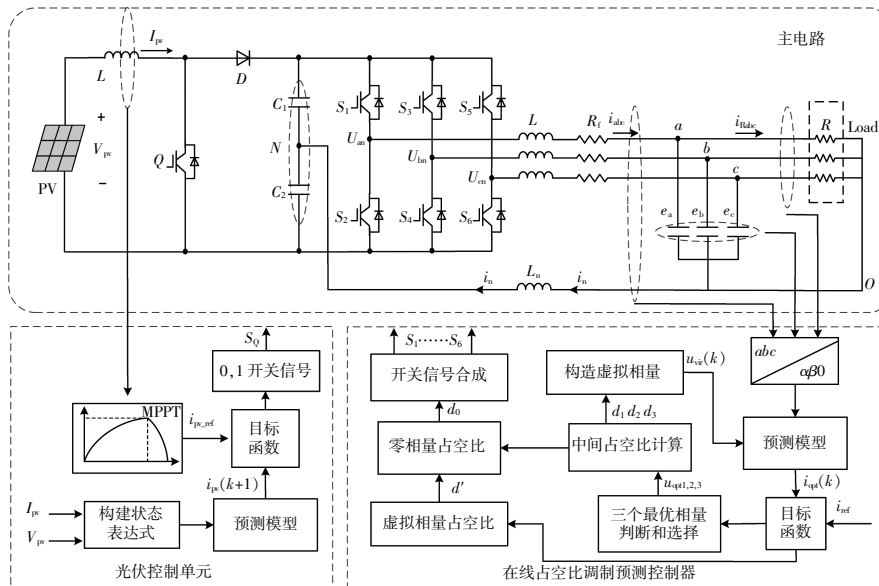 主电路
I_pv
L
D
+
V_pv
−
PV
Q
C_1
N
C_2
S_1
S_3
S_5
U_an
U_bn
U_cn
S_2
S_4
S_6
L
R_f
i_abc
a
i_Rabc
b
c
R
Load
e_a
e_b
e_c
i_n
L_n
i_n
O
S_Q
0,1开关信号
MPPT
i_pv_ref
目标
函数
i_pv(k+1)
I_pv
V_pv
构建状态
表达式
预测模型
光伏控制单元
S_1……S_6
开关信号合成
构造虚拟相量
u_vir(k)
abc
αβ0
d_0
d_1 d_2 d_3
零相量占空比
中间占空比计算
预测模型
d′
u_opt1,2,3
i_opt(k)
虚拟相量占空比
三个最优相量
判断和选择
目标
函数
i_ref
在线占空比调制预测控制器